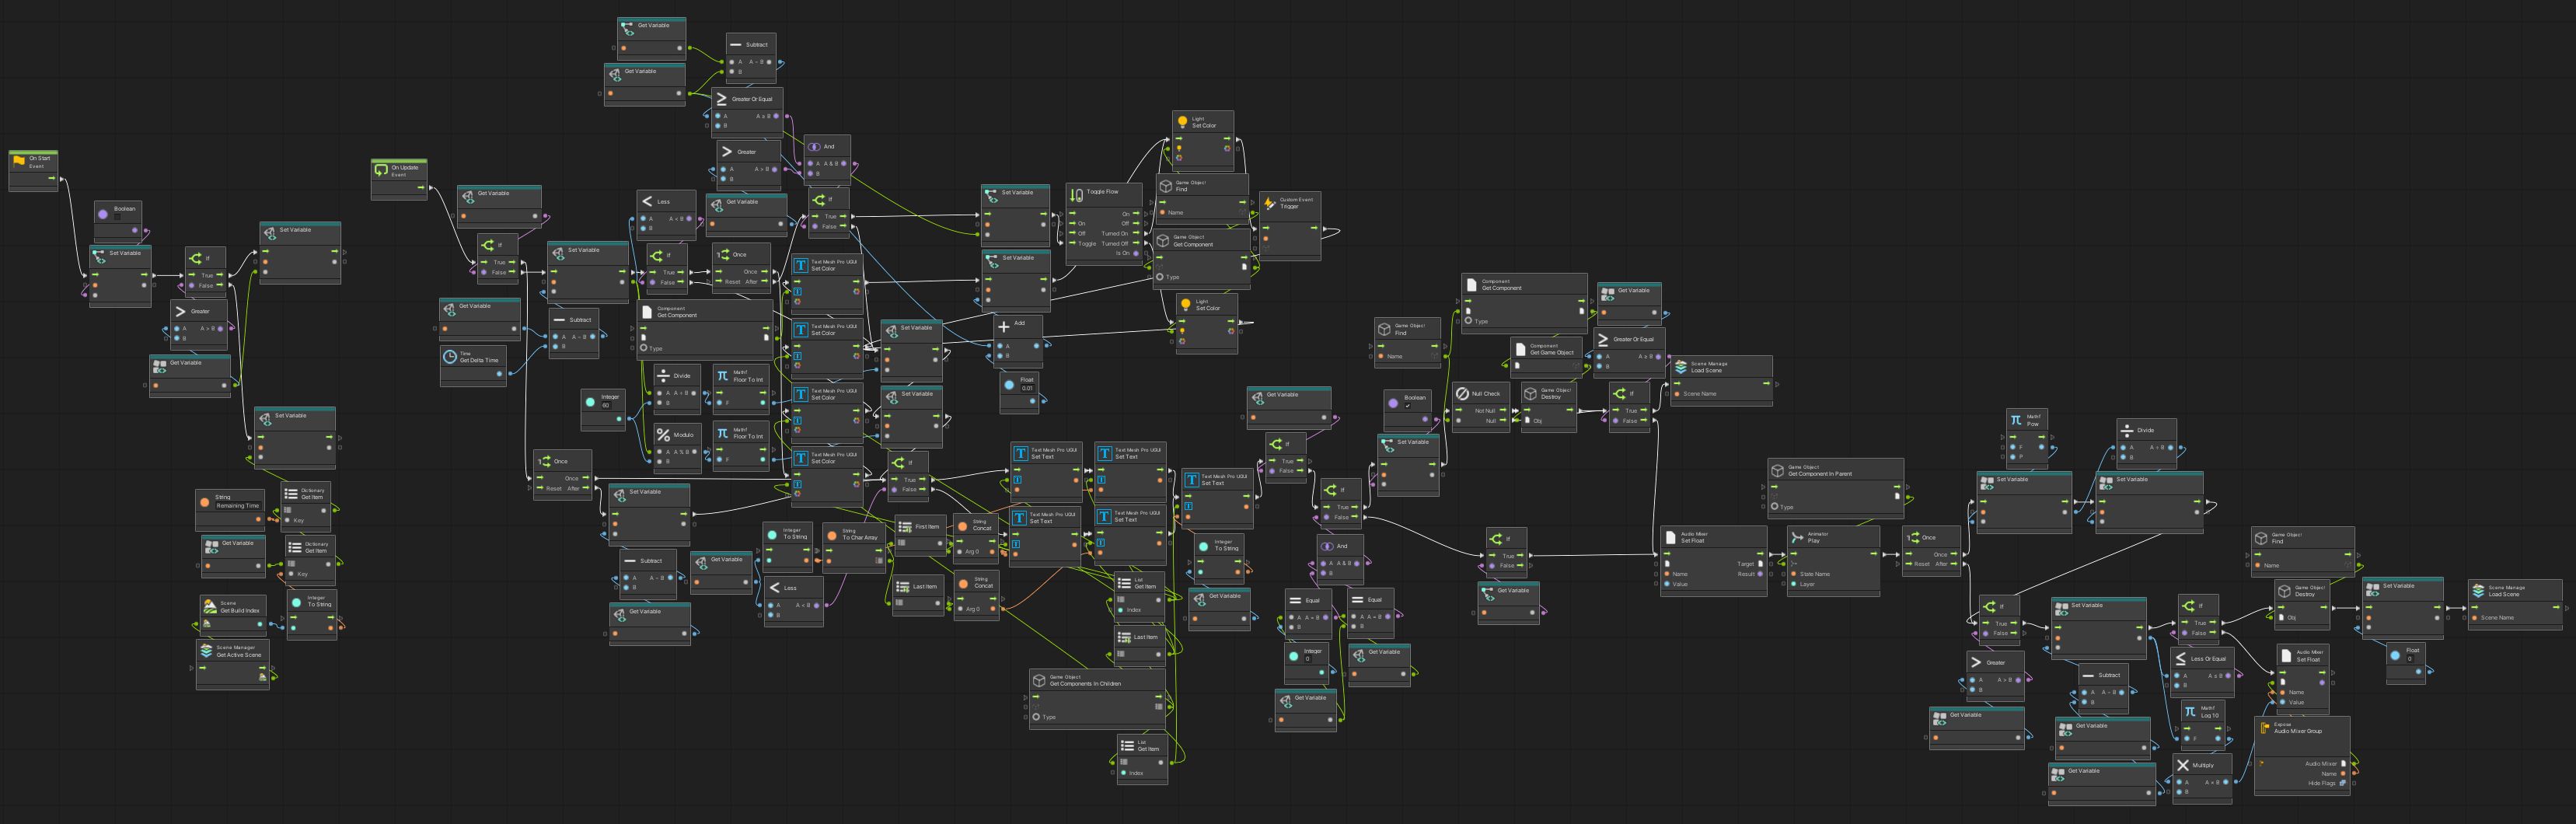 Get Variable
Subtract
A A - B
B
Get Variable
Greater Or Equal
A A ≥ B
B
Greater
A A > B
B
And
A A & B
B
On Start
Event
Boolean
Set Variable
If
True
False
Greater
A A > B
B
Get Variable
Set Variable
Set Variable
String
Remaining Time
Dictionary
Get Item
Key
Get Variable
Dictionary
Get Item
Key
Scene
Get Build Index
Integer
To String
Scene Manager
Get Active Scene
On Update
Event
Get Variable
If
True
False
Get Variable
Time
Get Delta Time
Set Variable
Subtract
A A - B
B
Less
A A < B
B
Get Variable
If
True
False
If
True
False
Once
Once
Reset After
Component
Get Component
Type
Integer
60
Divide
A A ÷ B
B
Mathf
Floor To Int
F
Modulo
A A % B
B
Mathf
Floor To Int
F
Text Mesh Pro UGUI
Set Color
Text Mesh Pro UGUI
Set Color
Text Mesh Pro UGUI
Set Color
Text Mesh Pro UGUI
Set Color
Set Variable
Set Variable
If
True
False
Once
Once
Reset After
Set Variable
Subtract
A A - B
B
Get Variable
Get Variable
Integer
To String
String
To Char Array
Less
A A < B
B
First Item
Last Item
String
Concat
Arg 0
String
Concat
Arg 0
Set Variable
Set Variable
Add
A
B
Float
0.01
Toggle Flow
On
On Off
Off Turned On
Toggle Turned Off
Is On
Light
Set Color
Game Object
Find
Name
Game Object
Get Component
Type
Light
Set Color
Custom Event
Trigger
Text Mesh Pro UGUI
Set Text
Text Mesh Pro UGUI
Set Text
Text Mesh Pro UGUI
Set Text
Text Mesh Pro UGUI
Set Text
Text Mesh Pro UGUI
Set Text
List
Get Item
Index
Last Item
Game Object
Get Components In Children
Type
List
Get Item
Index
Integer
To String
Get Variable
Get Variable
If
True
False
If
True
False
And
A A & B
B
Equal
A A = B
B
Equal
A A = B
B
Integer
0
Get Variable
Get Variable
Boolean
Set Variable
Game Object
Find
Name
Component
Get Component
Type
Get Variable
Greater Or Equal
A A ≥ B
B
Component
Get Game Object
Null Check
Not Null
Null
Game Object
Destroy
Obj
If
True
False
Scene Manage
Load Scene
Scene Name
If
True
False
Get Variable
Audio Mixer
Set Float
Target
Name Result
Value
Game Object
Get Component In Parent
Type
Animator
Play
State Name
Layer
Once
Once
Reset After
Mathf
Pow
F
P
Divide
A A ÷ B
B
Set Variable
Set Variable
If
True
False
Greater
A A > B
B
Get Variable
Set Variable
Subtract
A A - B
B
Get Variable
Get Variable
If
True
False
Less Or Equal
A A ≤ B
B
Mathf
Log 10
F
Multiply
A A × B
B
Game Object
Find
Name
Game Object
Destroy
Obj
Audio Mixer
Set Float
Name
Value
Expose
Audio Mixer Group
Audio Mixer
Name
Hide Flags
Set Variable
Float
0
Scene Manage
Load Scene
Scene Name